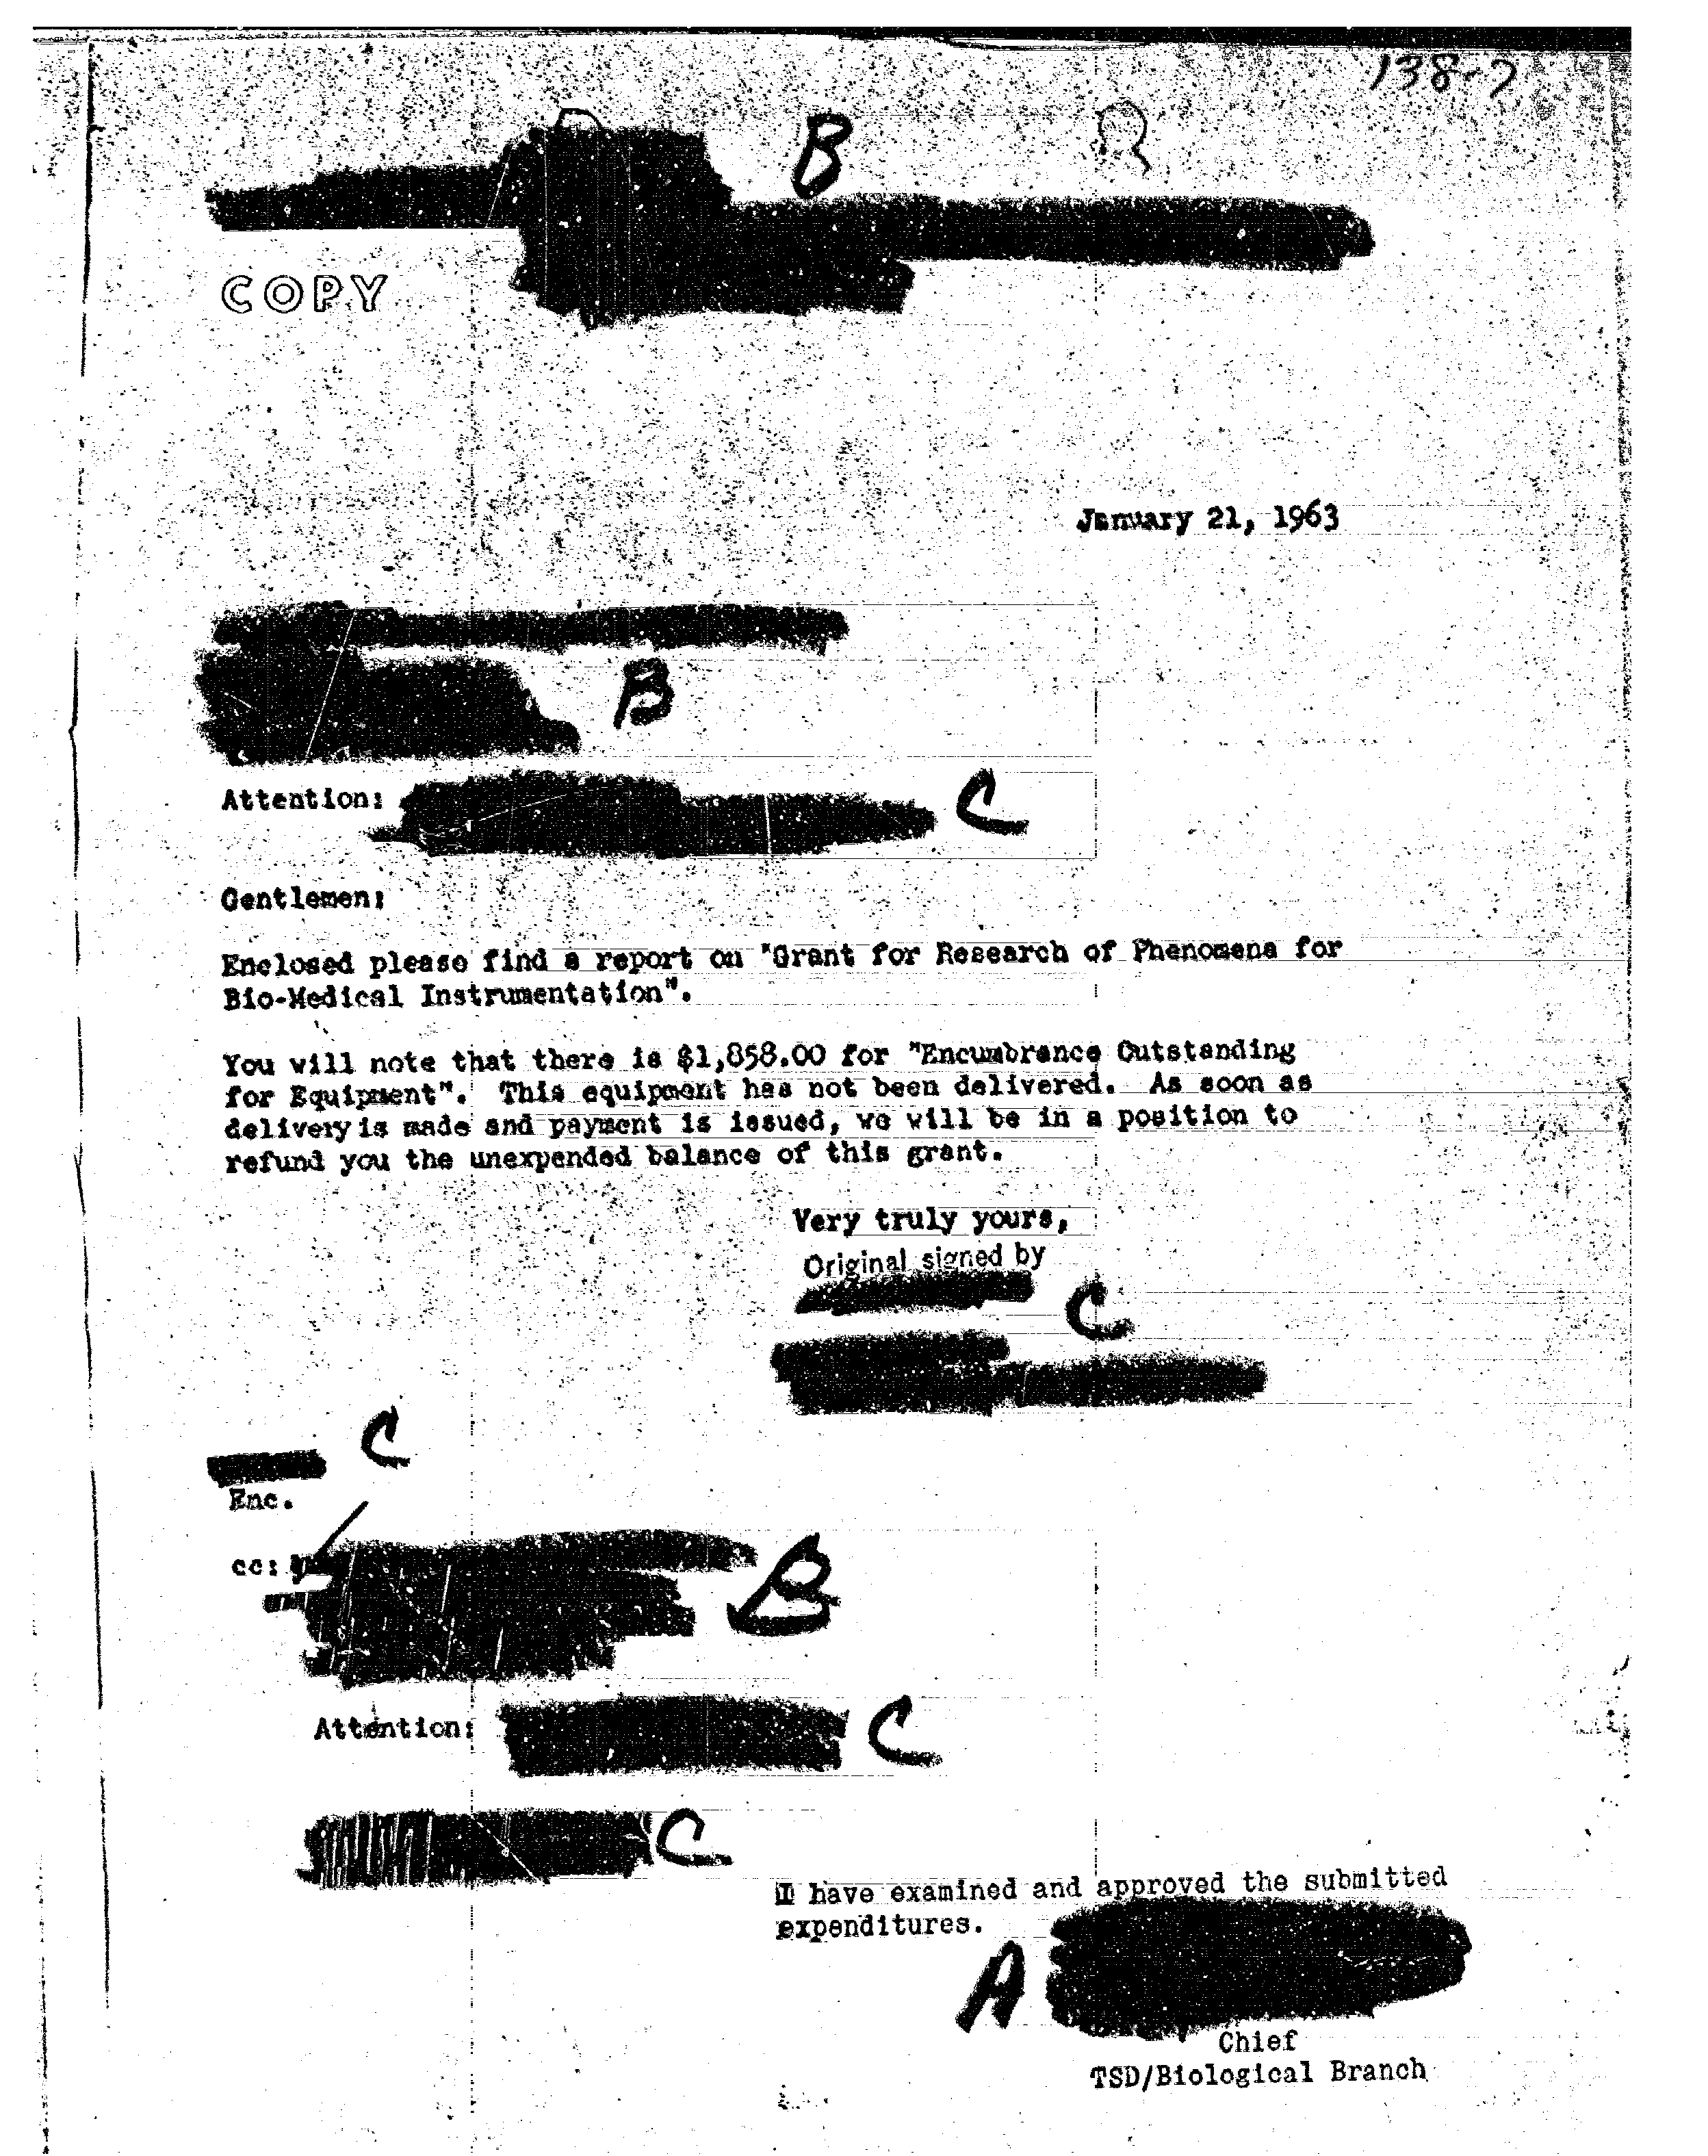 138-7
B
COPY
January 21, 1963
B
Attention: C
Gentlemen:
Enclosed please find a report on "Grant for Research of Phenomena for
Bio-Medical Instrumentation".
You will note that there is $1,858.00 for "Encumbrance Outstanding
for Equipment". This equipment has not been delivered. As soon as
delivery is made and payment is issued, we will be in a position to
refund you the unexpended balance of this grant.
Very truly yours,
Original signed by
C
C
Enc.
cc: B
Attention: C
C
I have examined and approved the submitted
expenditures.
A
Chief
TSD/Biological Branch